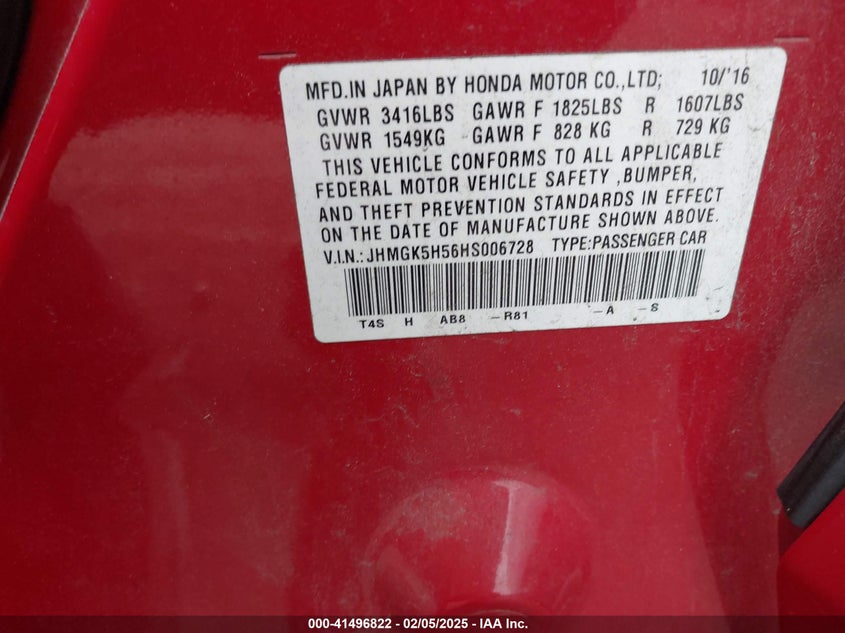 MFD.IN JAPAN BY HONDA MOTOR CO.,LTD; 10/'16
GVWR 3416LBS GAWR F 1825LBS R 1607LBS
GVWR 1549KG GAWR F 828 KG R 729 KG
THIS VEHICLE CONFORMS TO ALL APPLICABLE
FEDERAL MOTOR VEHICLE SAFETY ,BUMPER,
AND THEFT PREVENTION STANDARDS IN EFFECT
ON THE DATE OF MANUFACTURE SHOWN ABOVE.
V.I.N.: JHMGK5H56HS006728 TYPE:PASSENGER CAR
T4S H AB8 -R81 -A -S
000-41496822 - 02/05/2025 - IAA Inc.